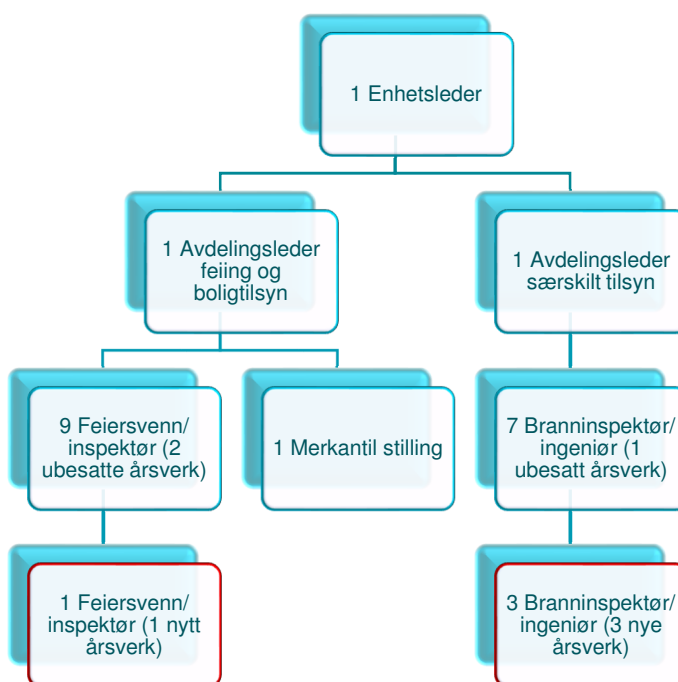 1 Enhetsleder
1 Avdelingsleder
feiing og
boligtilsyn
1 Avdelingsleder
særskilt tilsyn
9 Feiersvenn/
inspektør (2
ubesatte årsverk)
1 Merkantil stilling
7 Branninspektør/
ingeniør (1
ubesatt årsverk)
1 Feiersvenn/
inspektør (1 nytt
årsverk)
3 Branninspektør/
ingeniør (3 nye
årsverk)